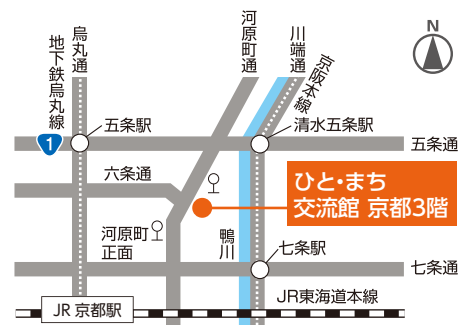 地下鉄烏丸線
烏丸通
河原町通
川端通
京阪本線
N
1
五条駅
清水五条駅
五条通
六条通
ひと・まち
交流館 京都3階
河原町
正面
鴨川
七条駅
七条通
JR東海道本線
JR 京都駅